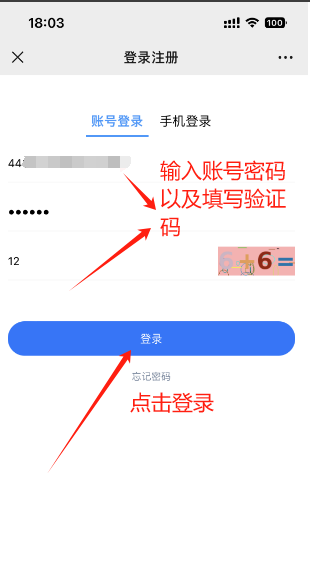 18:03
100
登录注册
账号登录 手机登录
44
输入账号密码
以及填写验证
码
••••••
12
6+6=
登录
忘记密码
点击登录